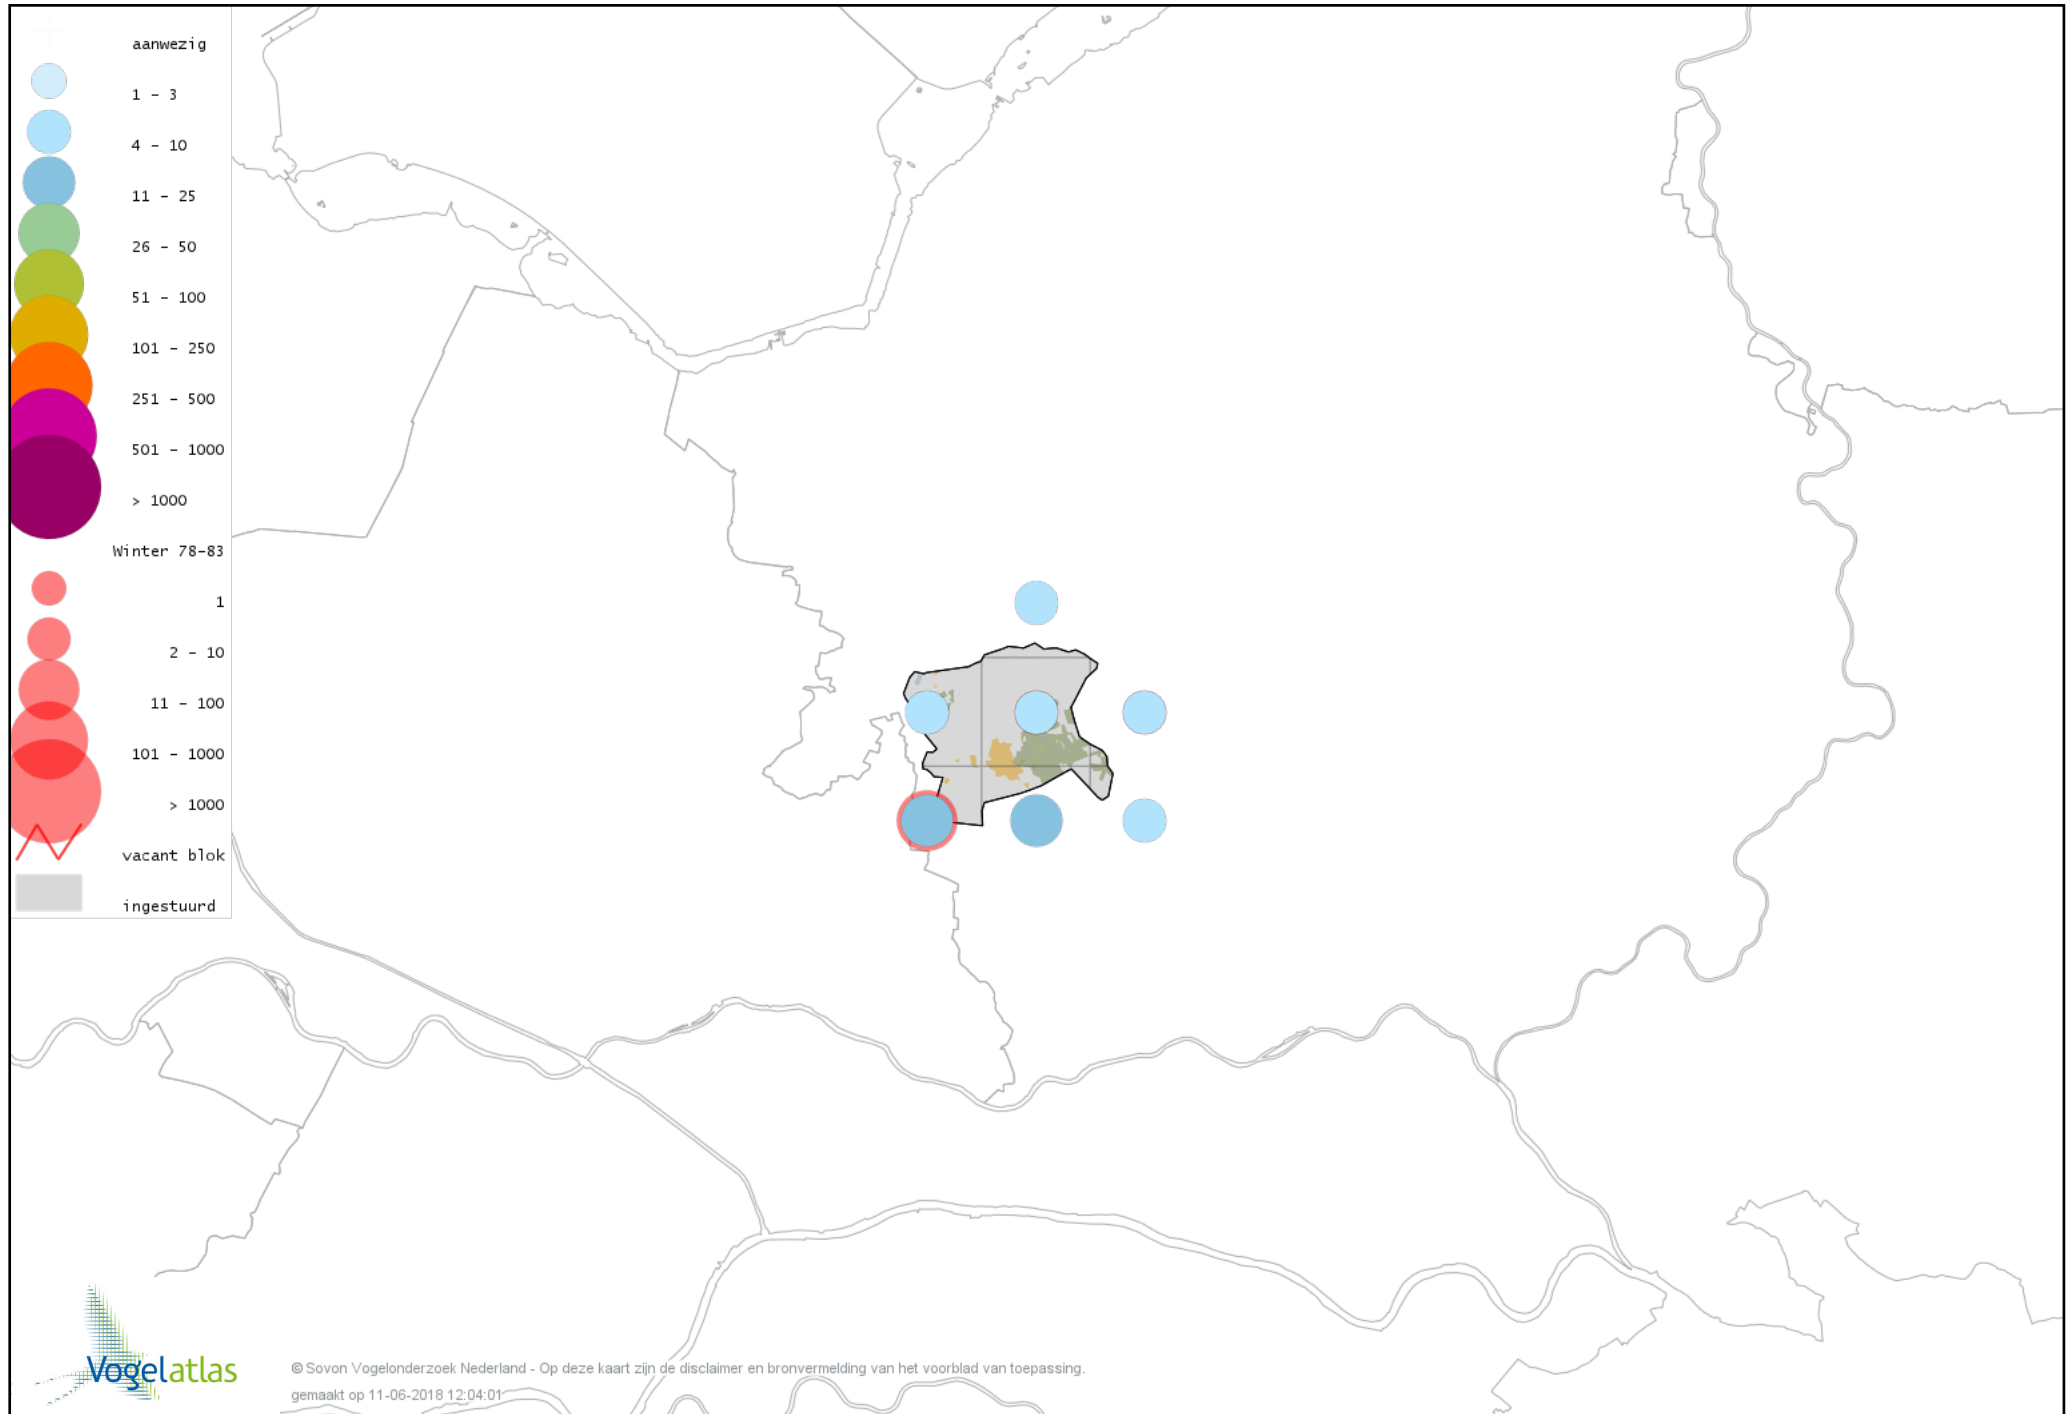 aanwezig
1 - 3
4 - 10
11 - 25
26 - 50
51 - 100
101 - 250
251 - 500
501 - 1000
> 1000
Winter 78-83
1
2 - 10
11 - 100
101 - 1000
> 1000
vacant blok
ingestuurd
Vogelatlas
© Sovon Vogelonderzoek Nederland - Op deze kaart zijn de disclaimer en bronvermelding van het voorblad van toepassing.
gemaakt op 11-06-2018 12:04:01